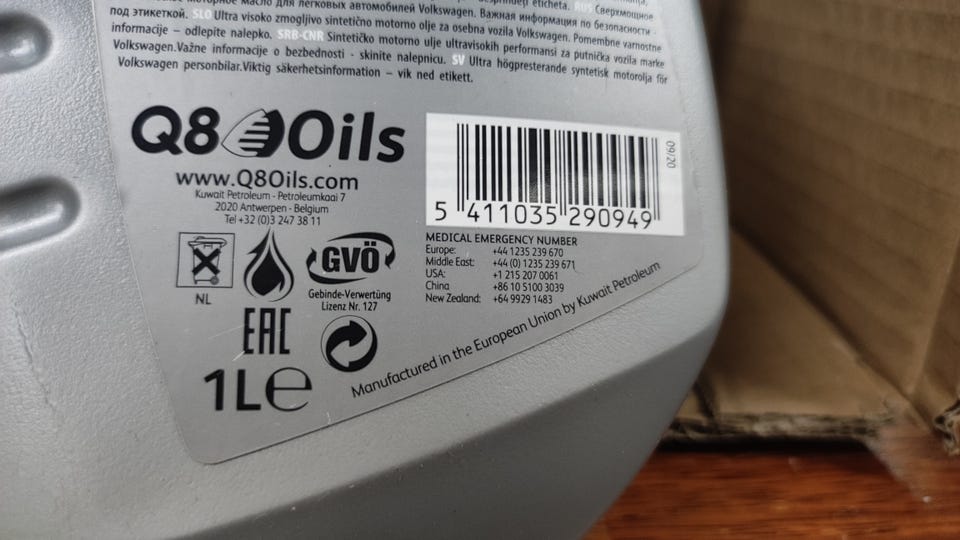 RUS Сверхмощное
моторное масло для легковых автомобилей Volkswagen. Важная информация по безопасности -
под этикеткой. SLO Ultra visoko zmogljivo sintetično motorno olje za osebna vozila Volkswagen. Pomembne varnostne
informacije – odlepite nalepko. SRB-CNR Sintetičko motorno ulje ultravisokih performansi za putnička vozila marke
Volkswagen.Važne informacije o bezbednosti - skinite nalepnicu. SV Ultra högpresterande syntetisk motorolja för
Volkswagen personbilar.Viktig säkerhetsinformation – vik ned etikett.
Q8 Oils
www.Q8Oils.com
Kuwait Petroleum - Petroleumkaai 7
2020 Antwerpen - Belgium
Tel +32 (0)3 247 38 11
09/20
5 411035 290949
NL
GVÖ
Gebinde-Verwertung
Lizenz Nr. 127
MEDICAL EMERGENCY NUMBER
Europe: +44 1235 239 670
Middle East: +44 (0) 1235 239 671
USA: +1 215 207 0061
China +86 10 5100 3039
New Zealand: +64 9929 1483
EAC
1L℮
Manufactured in the European Union by Kuwait Petroleum